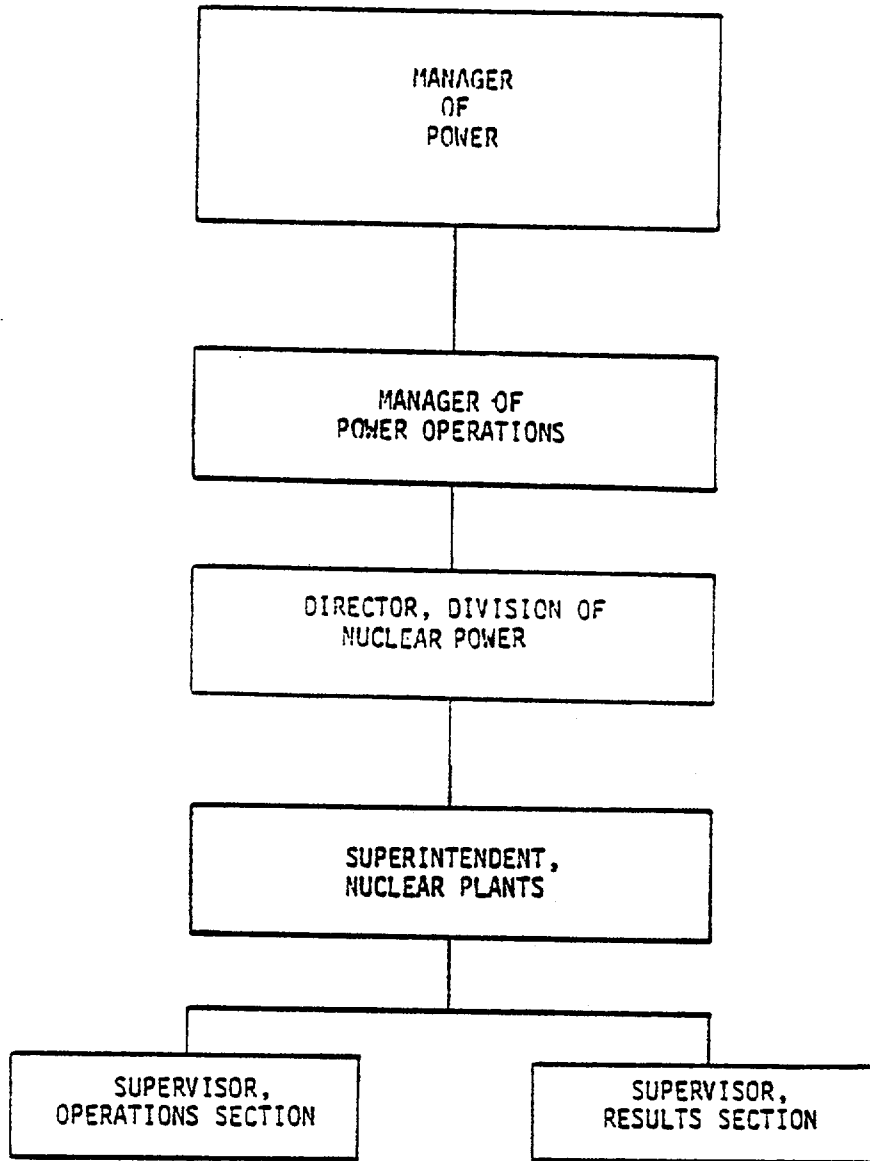 MANAGER
OF
POWER
MANAGER OF
POWER OPERATIONS
DIRECTOR, DIVISION OF
NUCLEAR POWER
SUPERINTENDENT,
NUCLEAR PLANTS
SUPERVISOR,
OPERATIONS SECTION
SUPERVISOR,
RESULTS SECTION